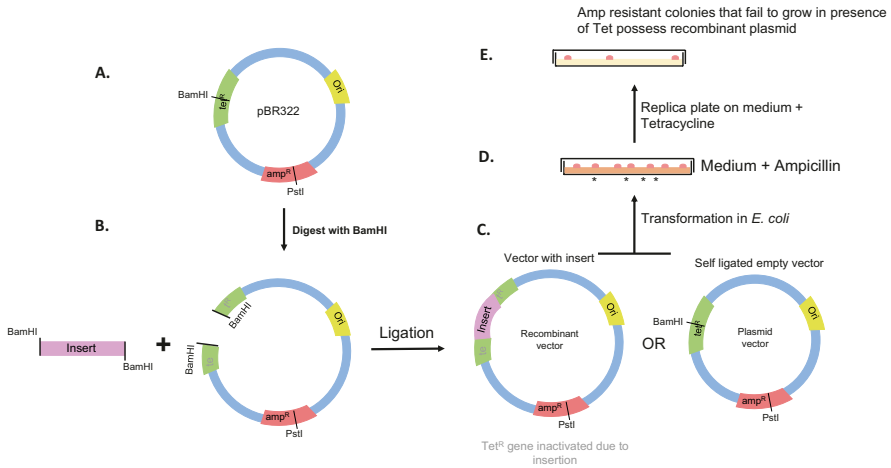 Amp resistant colonies that fail to grow in presence
of Tet possess recombinant plasmid
A.
E.
BamHI
tetᴿ
Ori
pBR322
ampᴿ
PstI
Replica plate on medium +
Tetracycline
D.
Medium + Ampicillin
* * * *
B.
Digest with BamHI
C.
Transformation in E. coli
Vector with insert
Self ligated empty vector
BamHI
Insert
BamHI
+
BamHI
BamHI
te
Ori
ampᴿ
PstI
Ligation
Insert
te
Ori
Recombinant
vector
ampᴿ
PstI
OR
BamHI
tetᴿ
Ori
Plasmid
vector
ampᴿ
PstI
Tetᴿ gene inactivated due to
insertion